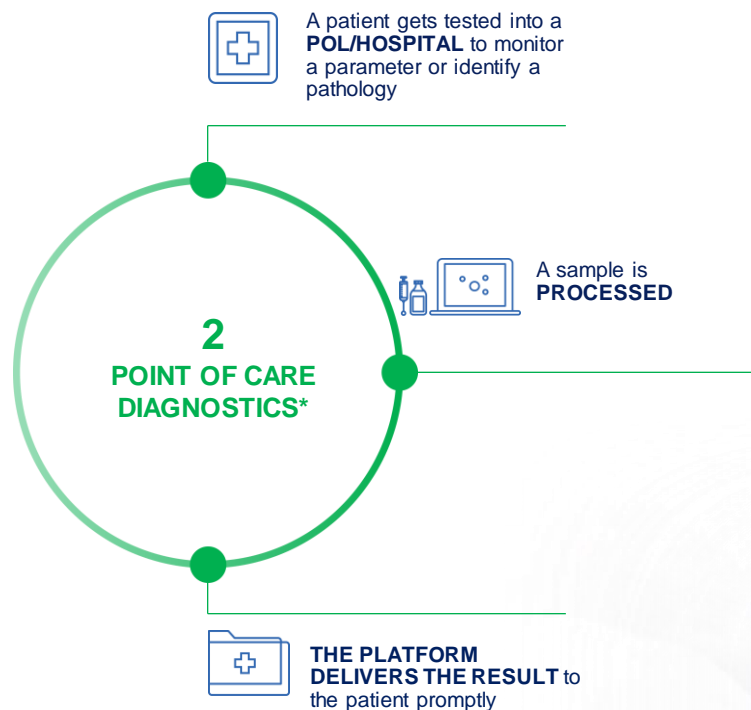 A patient gets tested into a
POL/HOSPITAL to monitor
a parameter or identify a
pathology
A sample is
PROCESSED
2
POINT OF CARE
DIAGNOSTICS*
THE PLATFORM
DELIVERS THE RESULT to
the patient promptly